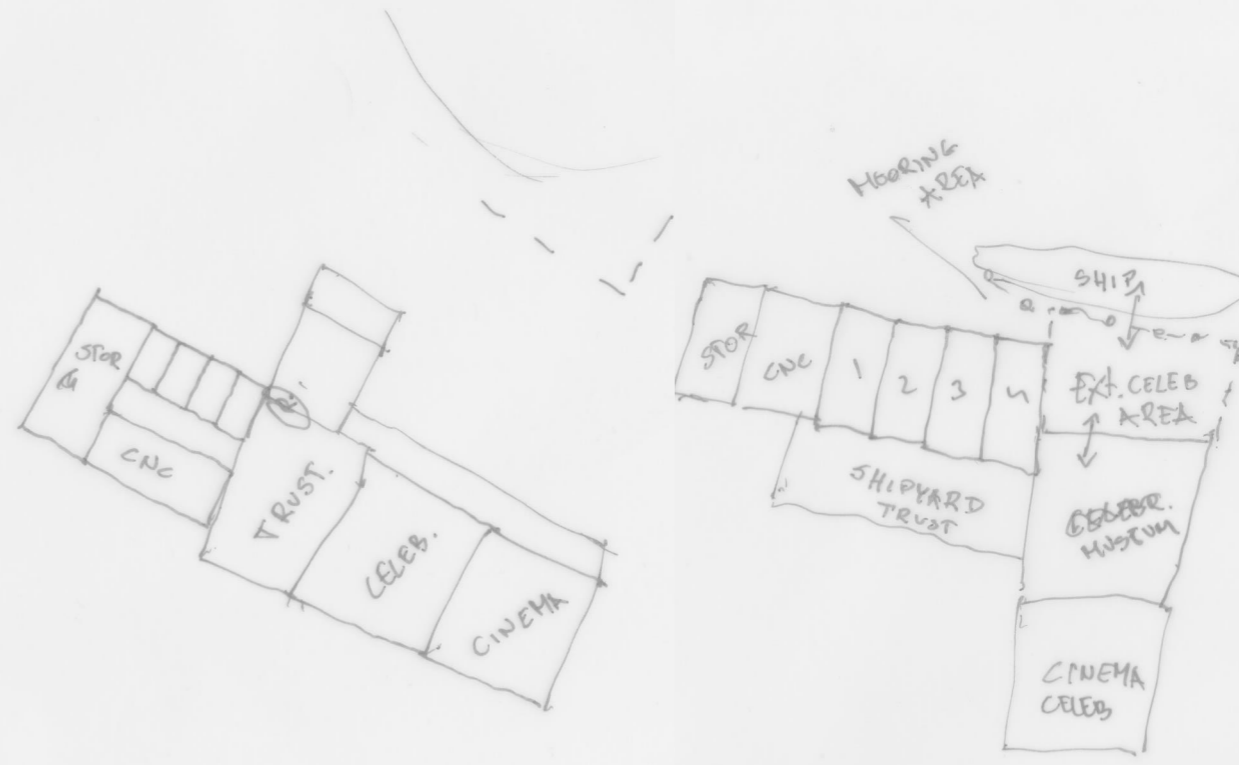 STOR
CNC
TRUST.
CELEB.
CINEMA
MOORING
AREA
SHIP
STOR
CNC
1
2
3
EXT. CELEB
AREA
SHIPYARD
TRUST
CELEBR.
MUSEUM
CINEMA
CELEB